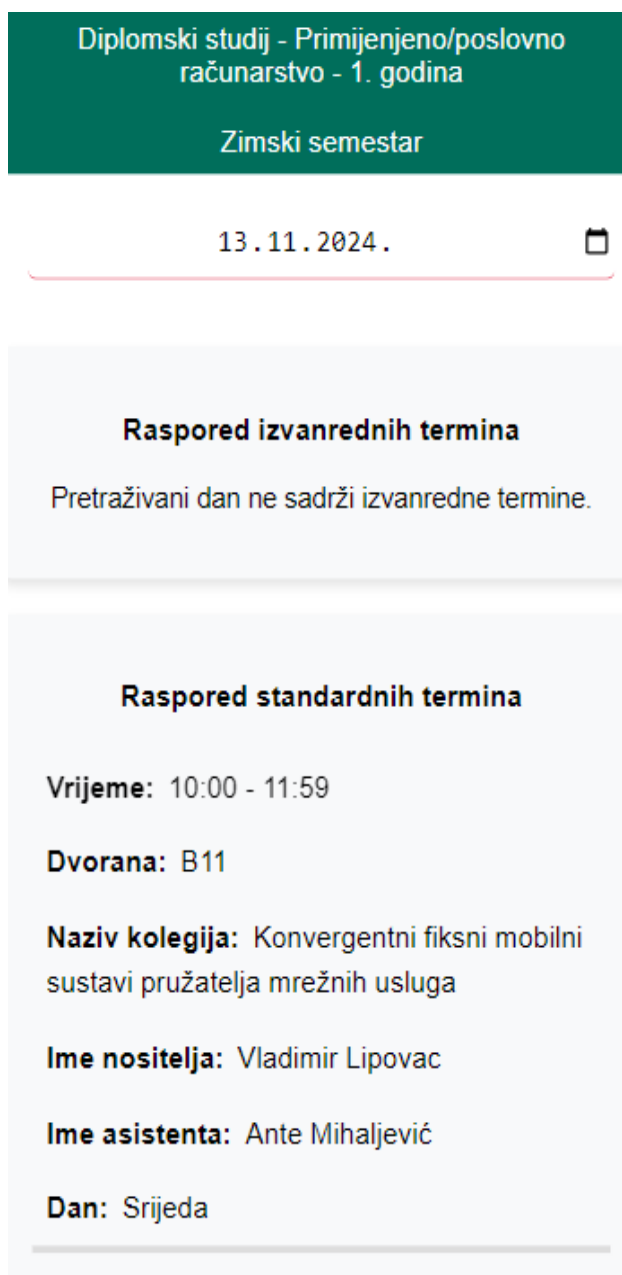 Diplomski studij - Primijenjeno/poslovno
računarstvo - 1. godina
Zimski semestar
13.11.2024.
Raspored izvanrednih termina
Pretraživani dan ne sadrži izvanredne termine.
Raspored standardnih termina
Vrijeme: 10:00 - 11:59
Dvorana: B11
Naziv kolegija: Konvergentni fiksni mobilni
sustavi pružatelja mrežnih usluga
Ime nositelja: Vladimir Lipovac
Ime asistenta: Ante Mihaljević
Dan: Srijeda